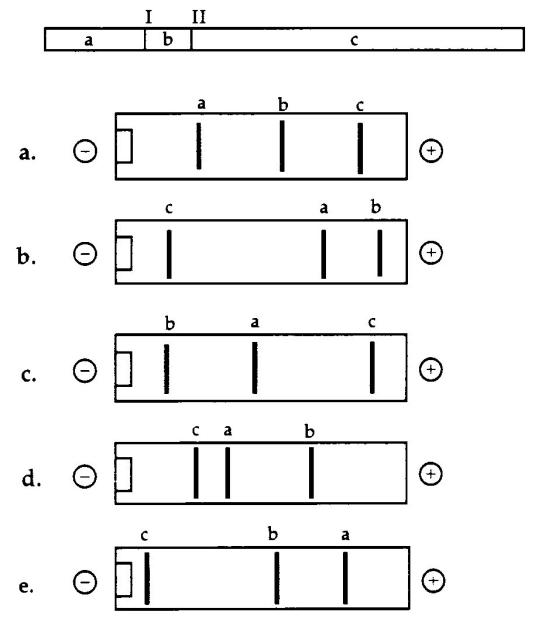 I II
a b c
a b c
a. − +
c a b
b. − +
b a c
c. − +
c a b
d. − +
c b a
e. − +